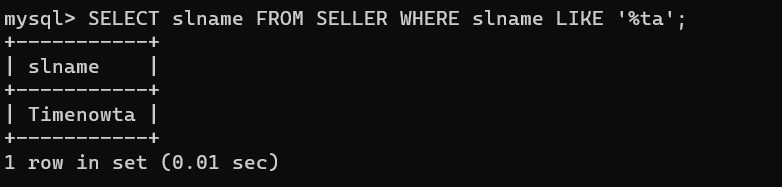 mysql> SELECT slname FROM SELLER WHERE slname LIKE '%ta';
+-----------+
| slname    |
+-----------+
| Timenowta |
+-----------+
1 row in set (0.01 sec)